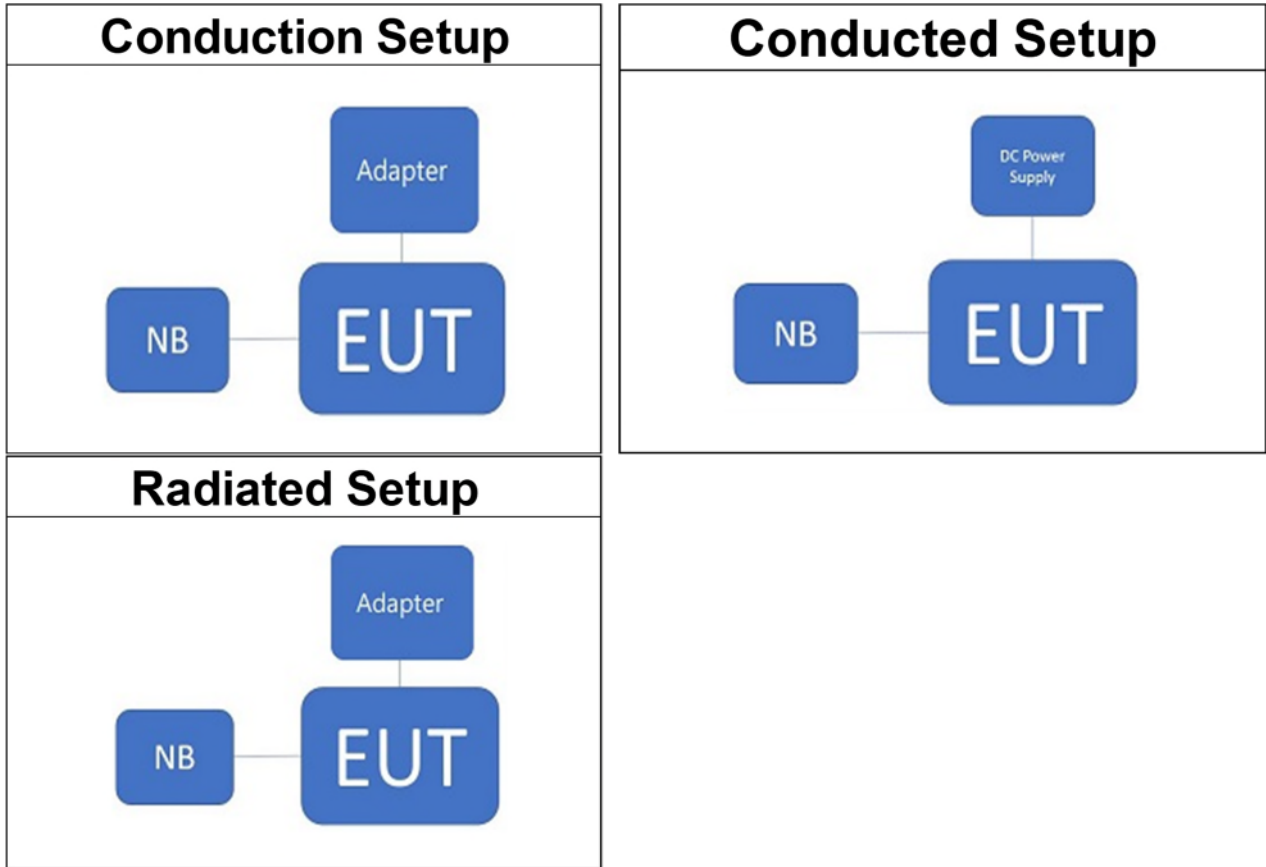 Conduction Setup
Adapter
NB
EUT
Conducted Setup
DC Power
Supply
NB
EUT
Radiated Setup
Adapter
NB
EUT